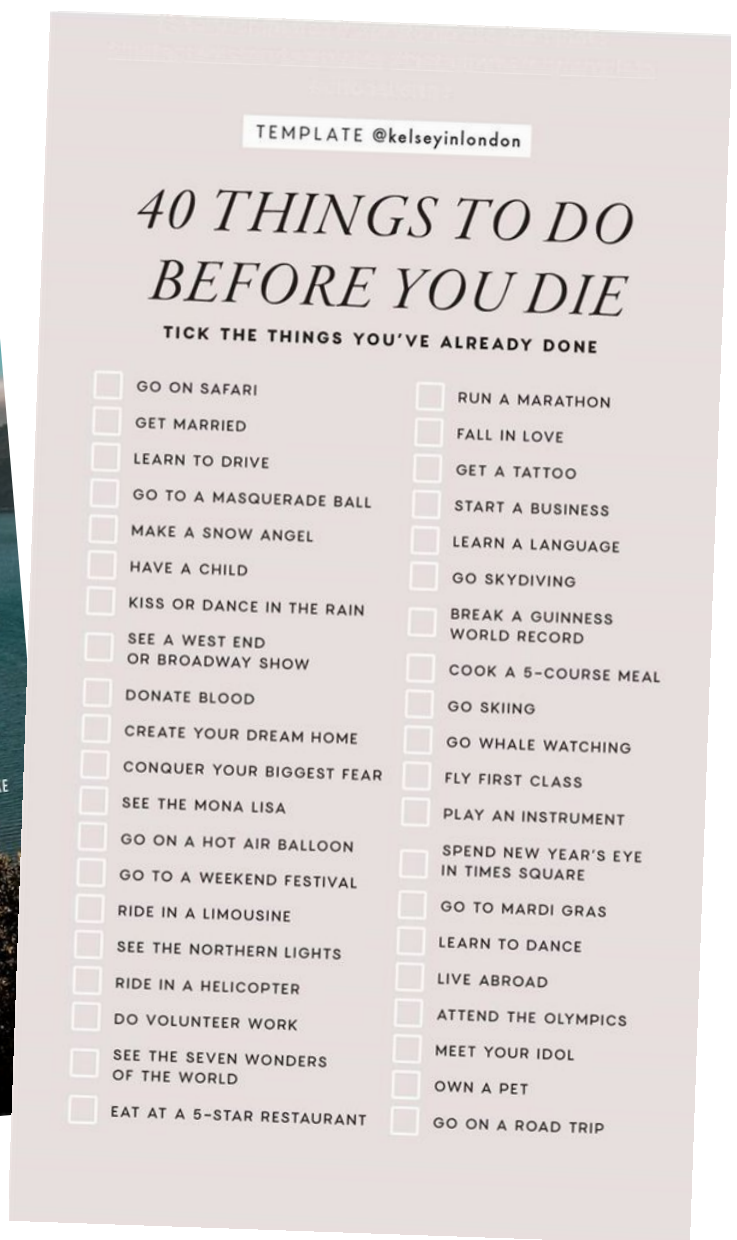 TEMPLATE @kelseyinlondon
40 THINGS TO DO
BEFORE YOU DIE
TICK THE THINGS YOU'VE ALREADY DONE
GO ON SAFARI
GET MARRIED
LEARN TO DRIVE
GO TO A MASQUERADE BALL
MAKE A SNOW ANGEL
HAVE A CHILD
KISS OR DANCE IN THE RAIN
SEE A WEST END
OR BROADWAY SHOW
DONATE BLOOD
CREATE YOUR DREAM HOME
CONQUER YOUR BIGGEST FEAR
SEE THE MONA LISA
GO ON A HOT AIR BALLOON
GO TO A WEEKEND FESTIVAL
RIDE IN A LIMOUSINE
SEE THE NORTHERN LIGHTS
RIDE IN A HELICOPTER
DO VOLUNTEER WORK
SEE THE SEVEN WONDERS
OF THE WORLD
EAT AT A 5-STAR RESTAURANT
RUN A MARATHON
FALL IN LOVE
GET A TATTOO
START A BUSINESS
LEARN A LANGUAGE
GO SKYDIVING
BREAK A GUINNESS
WORLD RECORD
COOK A 5-COURSE MEAL
GO SKIING
GO WHALE WATCHING
FLY FIRST CLASS
PLAY AN INSTRUMENT
SPEND NEW YEAR'S EYE
IN TIMES SQUARE
GO TO MARDI GRAS
LEARN TO DANCE
LIVE ABROAD
ATTEND THE OLYMPICS
MEET YOUR IDOL
OWN A PET
GO ON A ROAD TRIP